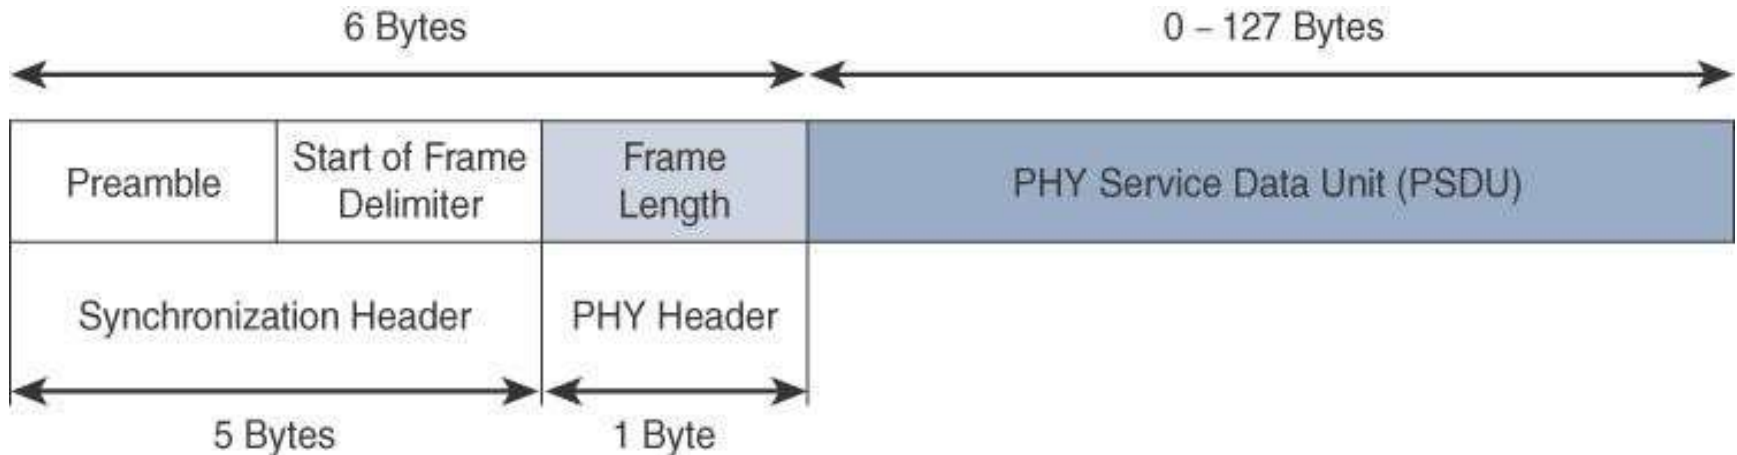 6 Bytes
0 – 127 Bytes
Preamble
Start of Frame
Delimiter
Frame
Length
PHY Service Data Unit (PSDU)
Synchronization Header
PHY Header
5 Bytes
1 Byte